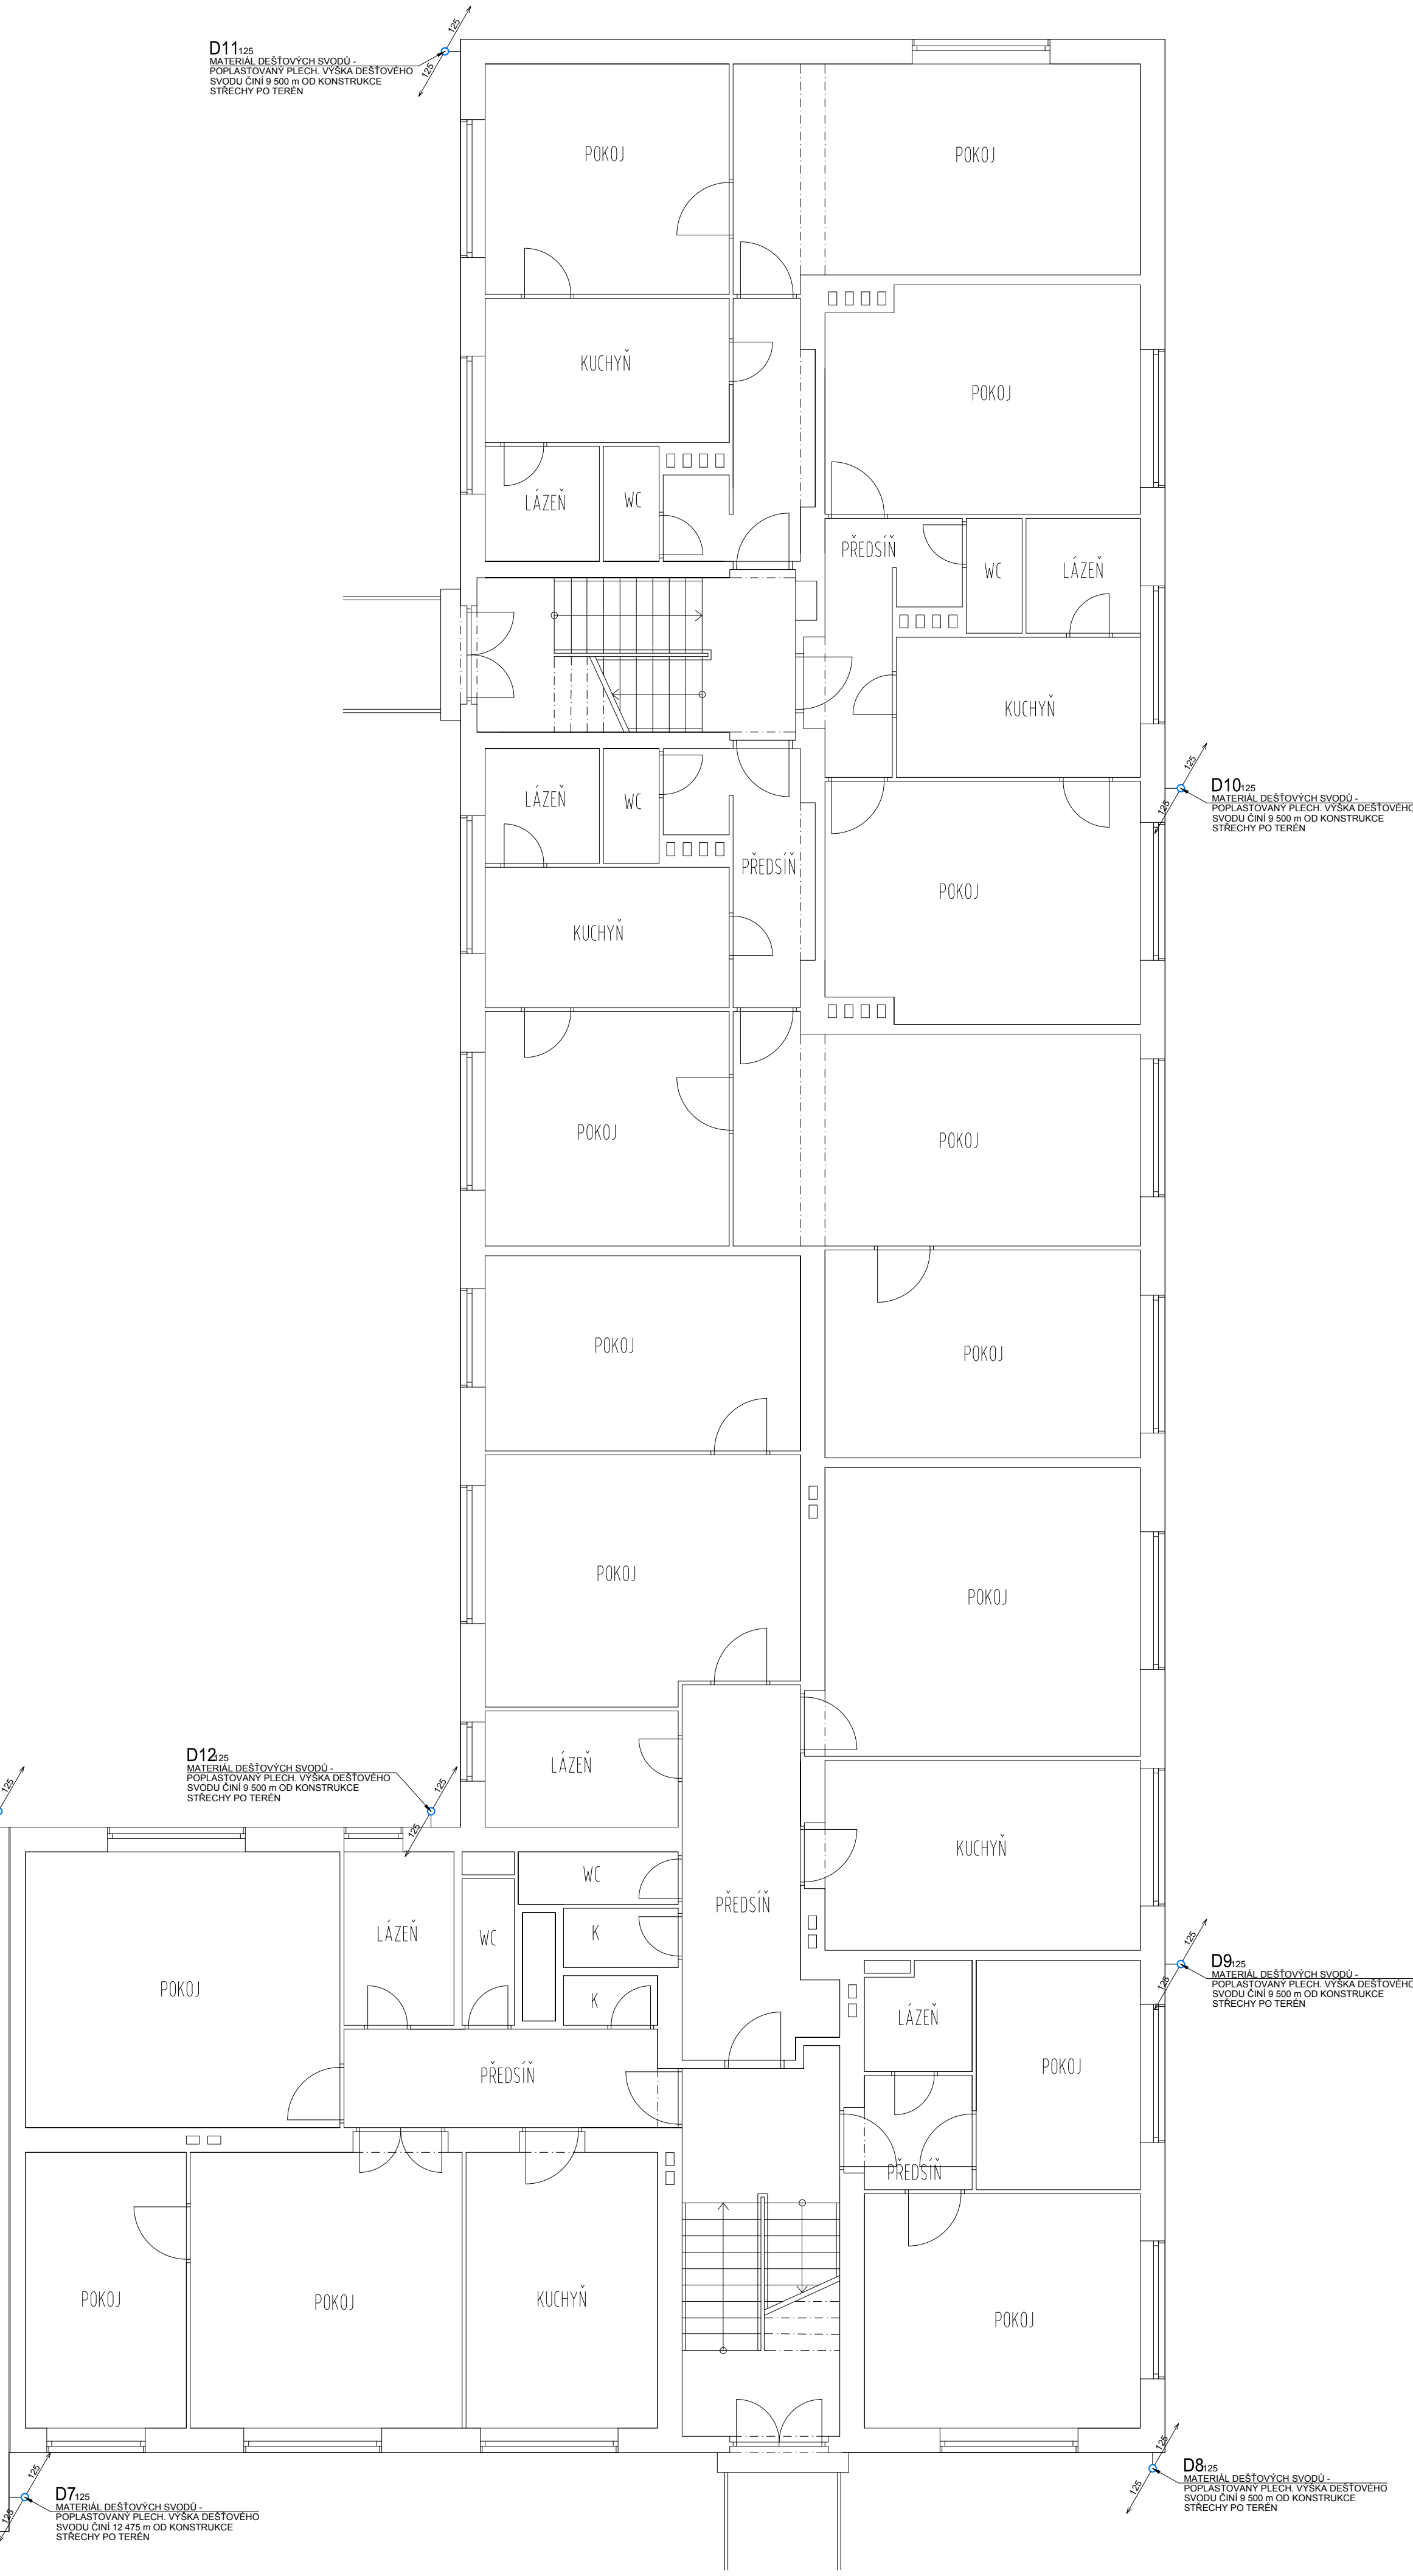 125
D11125
MATERIÁL DEŠŤOVÝCH SVODŮ -
POPLASTOVANÝ PLECH. VÝŠKA DEŠŤOVÉHO
SVODU ČINÍ 9 500 m OD KONSTRUKCE
STŘECHY PO TERÉN
125
POKOJ
POKOJ
KUCHYŇ
POKOJ
LÁZEŇ
WC
PŘEDSÍŇ
WC
LÁZEŇ
KUCHYŇ
125
D10125
MATERIÁL DEŠŤOVÝCH SVODŮ -
POPLASTOVANÝ PLECH. VÝŠKA DEŠŤOVÉHO
SVODU ČINÍ 9 500 m OD KONSTRUKCE
STŘECHY PO TERÉN
125
LÁZEŇ
WC
PŘEDSÍŇ
POKOJ
KUCHYŇ
POKOJ
POKOJ
POKOJ
POKOJ
POKOJ
POKOJ
D12125
MATERIÁL DEŠŤOVÝCH SVODŮ -
POPLASTOVANÝ PLECH. VÝŠKA DEŠŤOVÉHO
SVODU ČINÍ 9 500 m OD KONSTRUKCE
STŘECHY PO TERÉN
125
125
125
LÁZEŇ
KUCHYŇ
WC
PŘEDSÍŇ
LÁZEŇ
WC
K
POKOJ
K
125
D9125
MATERIÁL DEŠŤOVÝCH SVODŮ -
POPLASTOVANÝ PLECH. VÝŠKA DEŠŤOVÉHO
SVODU ČINÍ 9 500 m OD KONSTRUKCE
STŘECHY PO TERÉN
125
LÁZEŇ
POKOJ
PŘEDSÍŇ
PŘEDSÍŇ
POKOJ
POKOJ
KUCHYŇ
POKOJ
125
D7125
MATERIÁL DEŠŤOVÝCH SVODŮ -
POPLASTOVANÝ PLECH. VÝŠKA DEŠŤOVÉHO
SVODU ČINÍ 12 475 m OD KONSTRUKCE
STŘECHY PO TERÉN
125
125
D8125
MATERIÁL DEŠŤOVÝCH SVODŮ -
POPLASTOVANÝ PLECH. VÝŠKA DEŠŤOVÉHO
SVODU ČINÍ 9 500 m OD KONSTRUKCE
STŘECHY PO TERÉN
125